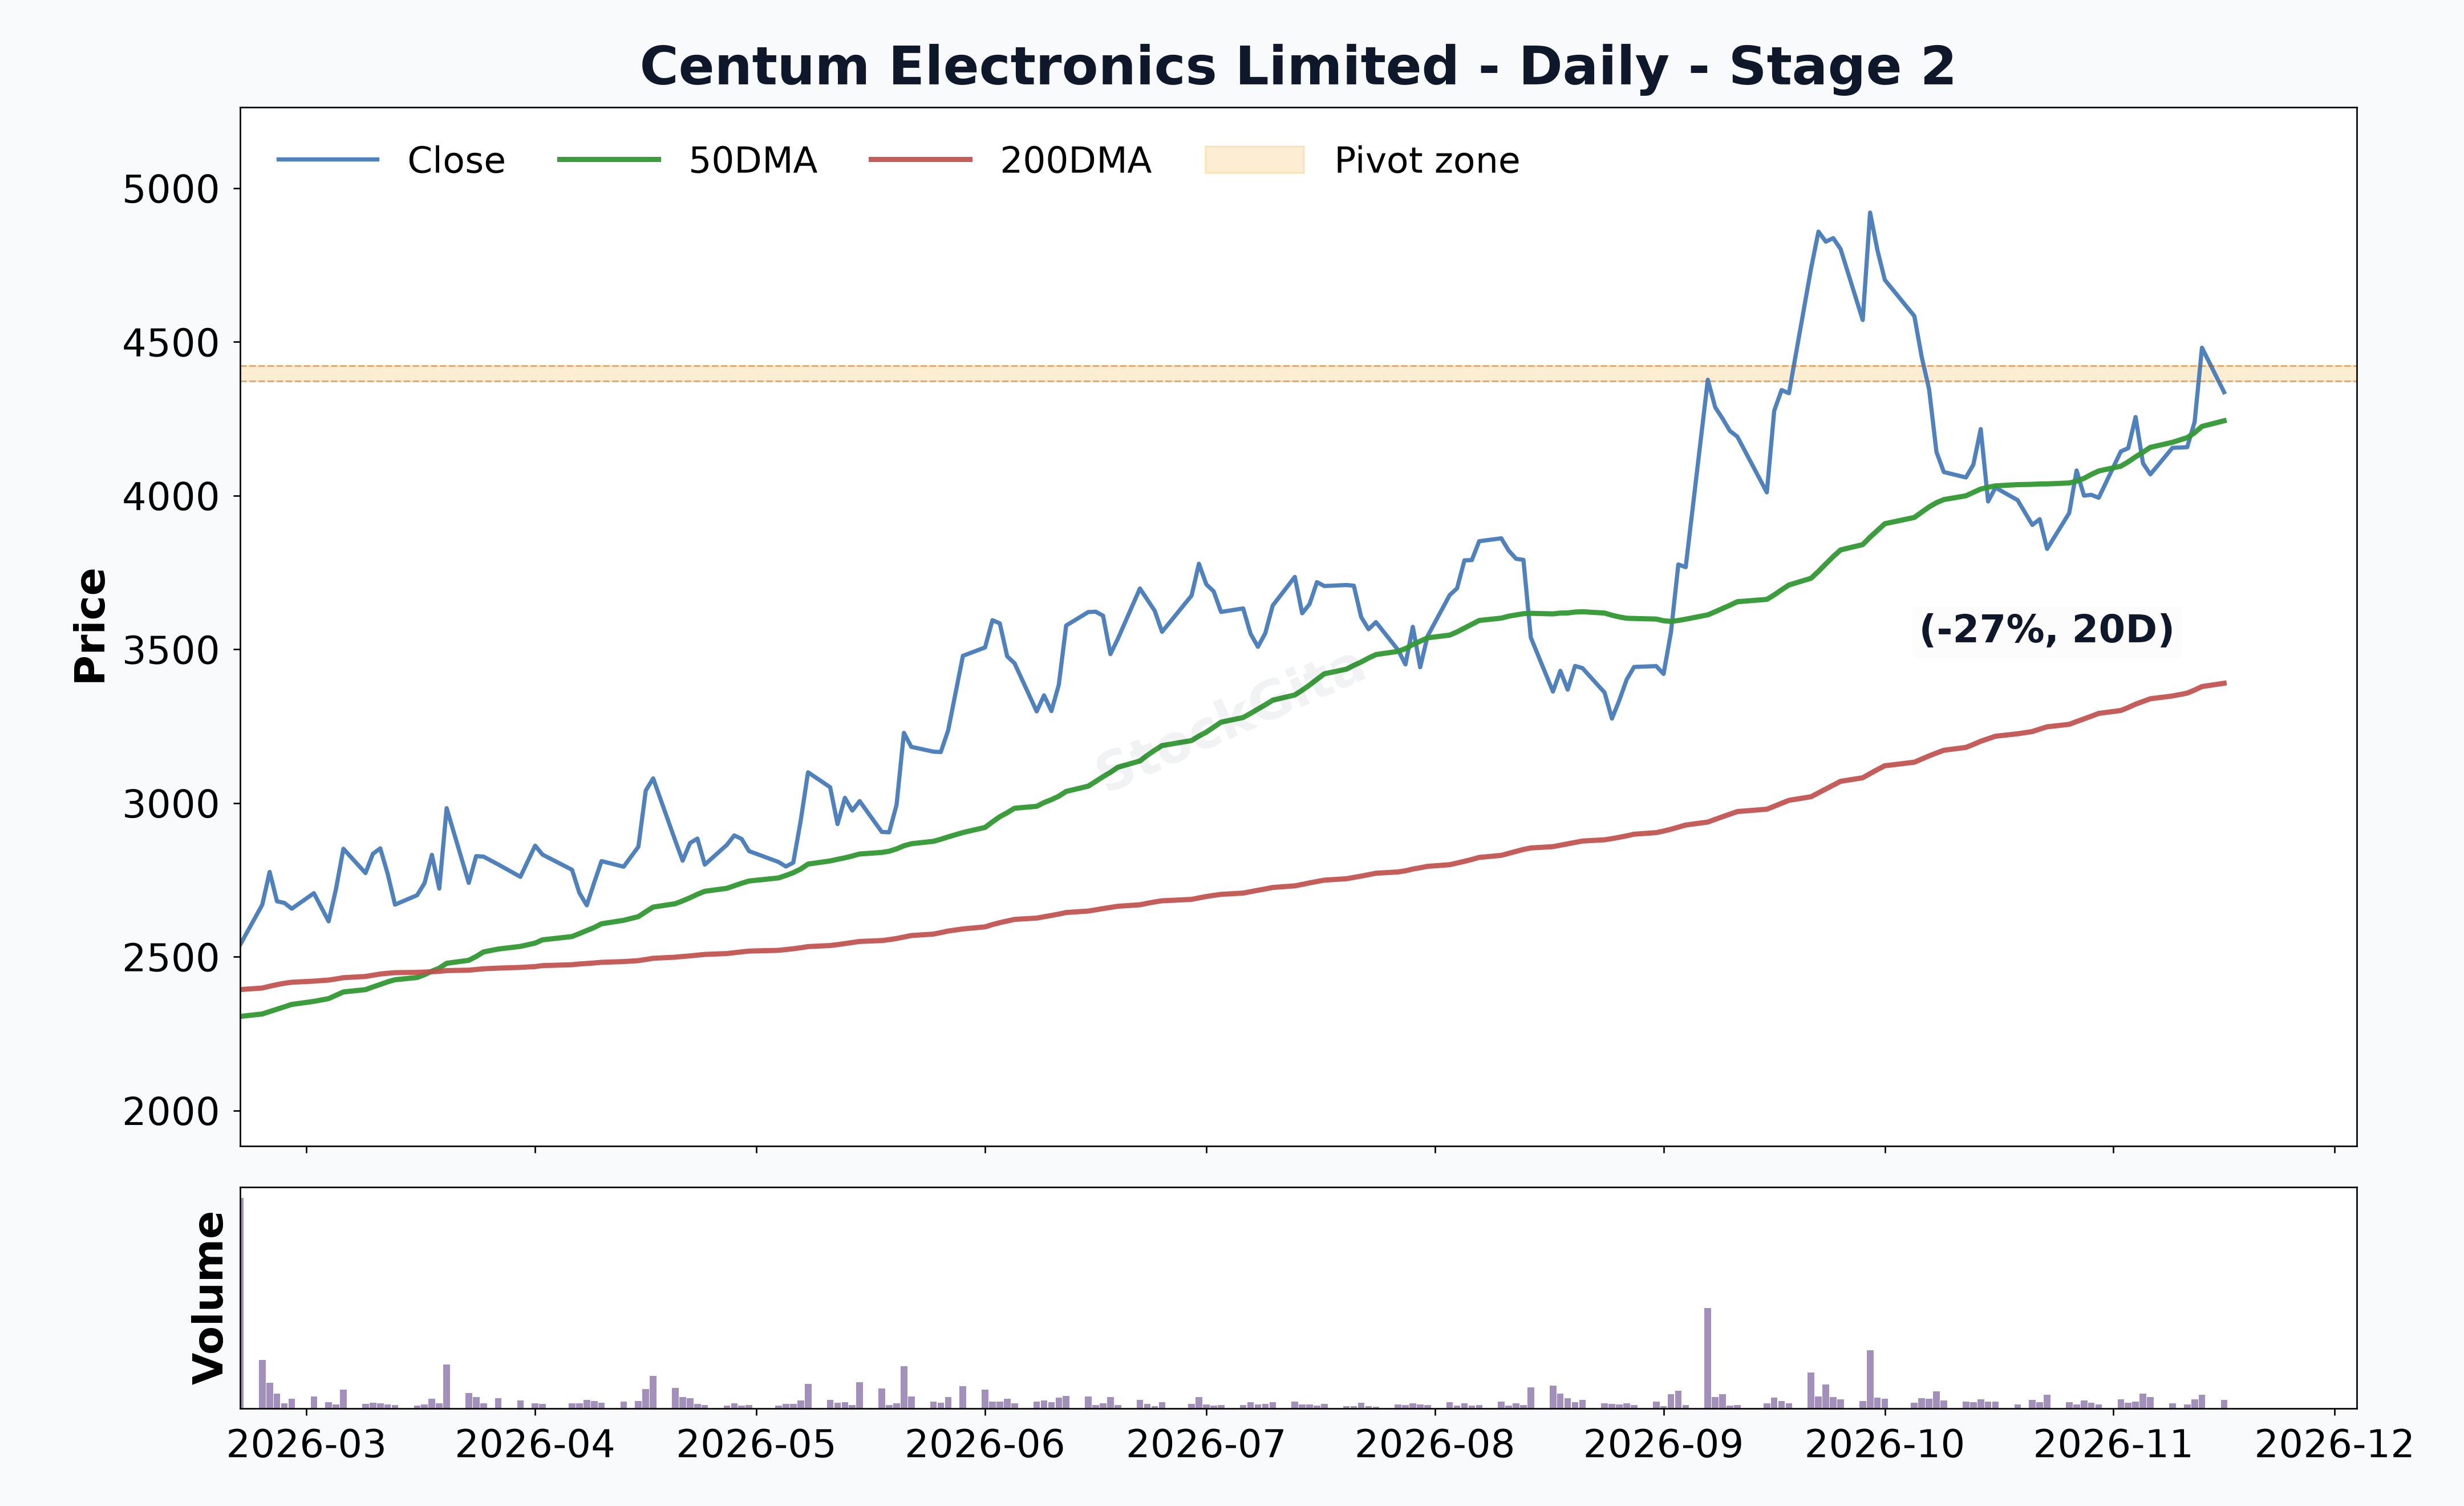 Centum Electronics Limited - Daily - Stage 2
Close 50DMA 200DMA Pivot zone
5000
4500
4000
3500
3000
2500
2000
Price
(-27%, 20D)
StockGita
Volume
2026-03 2026-04 2026-05 2026-06 2026-07 2026-08 2026-09 2026-10 2026-11 2026-12